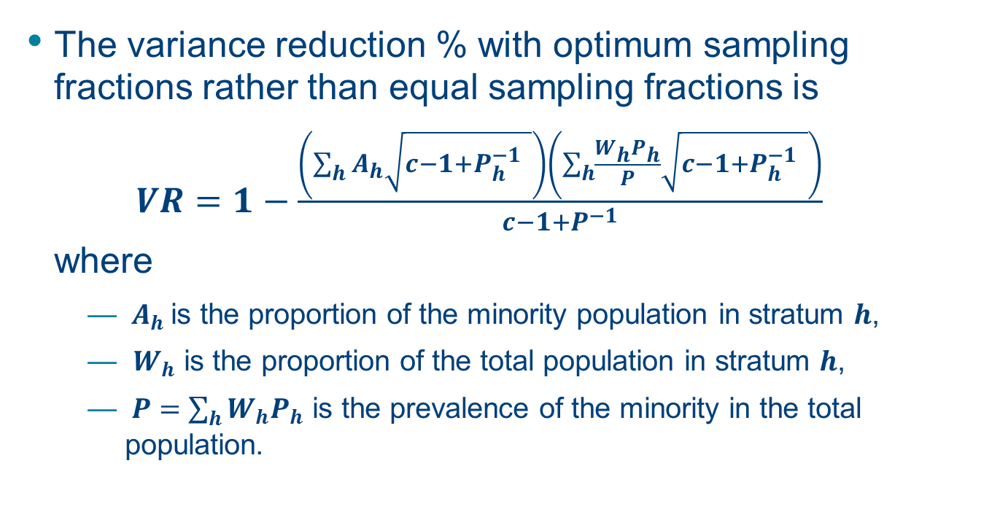 • The variance reduction % with optimum sampling
fractions rather than equal sampling fractions is
$VR = 1 - \frac{\left(\sum_h A_h \sqrt{c-1+P_h^{-1}}\right)\left(\sum_h \frac{W_h P_h}{P} \sqrt{c-1+P_h^{-1}}\right)}{c-1+P^{-1}}$
where
— $A_h$ is the proportion of the minority population in stratum $h$,
— $W_h$ is the proportion of the total population in stratum $h$,
— $P = \sum_h W_h P_h$ is the prevalence of the minority in the total
population.